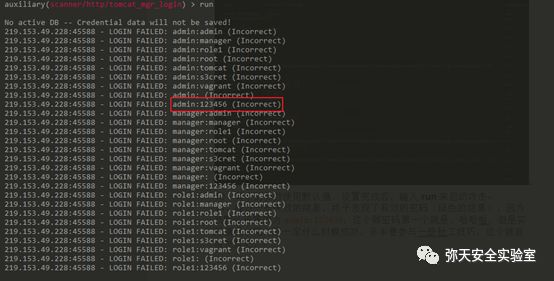 auxiliary(scanner/http/tomcat_mgr_login) > run
No active DB -- Credential data will not be saved!
219.153.49.228:45588 - LOGIN FAILED: admin:admin (Incorrect)
219.153.49.228:45588 - LOGIN FAILED: admin:manager (Incorrect)
219.153.49.228:45588 - LOGIN FAILED: admin:role1 (Incorrect)
219.153.49.228:45588 - LOGIN FAILED: admin:root (Incorrect)
219.153.49.228:45588 - LOGIN FAILED: admin:tomcat (Incorrect)
219.153.49.228:45588 - LOGIN FAILED: admin:s3cret (Incorrect)
219.153.49.228:45588 - LOGIN FAILED: admin:vagrant (Incorrect)
219.153.49.228:45588 - LOGIN FAILED: admin: (Incorrect)
219.153.49.228:45588 - LOGIN FAILED: admin:123456 (Incorrect)
219.153.49.228:45588 - LOGIN FAILED: manager:admin (Incorrect)
219.153.49.228:45588 - LOGIN FAILED: manager:manager (Incorrect)
219.153.49.228:45588 - LOGIN FAILED: manager:role1 (Incorrect)
219.153.49.228:45588 - LOGIN FAILED: manager:root (Incorrect)
219.153.49.228:45588 - LOGIN FAILED: manager:tomcat (Incorrect)
219.153.49.228:45588 - LOGIN FAILED: manager:s3cret (Incorrect)
219.153.49.228:45588 - LOGIN FAILED: manager:vagrant (Incorrect)
219.153.49.228:45588 - LOGIN FAILED: manager: (Incorrect)
219.153.49.228:45588 - LOGIN FAILED: manager:123456 (Incorrect)
219.153.49.228:45588 - LOGIN FAILED: role1:admin (Incorrect)
219.153.49.228:45588 - LOGIN FAILED: role1:manager (Incorrect)
219.153.49.228:45588 - LOGIN FAILED: role1:role1 (Incorrect)
219.153.49.228:45588 - LOGIN FAILED: role1:root (Incorrect)
219.153.49.228:45588 - LOGIN FAILED: role1:tomcat (Incorrect)
219.153.49.228:45588 - LOGIN FAILED: role1:s3cret (Incorrect)
219.153.49.228:45588 - LOGIN FAILED: role1:vagrant (Incorrect)
219.153.49.228:45588 - LOGIN FAILED: role1: (Incorrect)
219.153.49.228:45588 - LOGIN FAILED: role1:123456 (Incorrect)
弥天安全实验室